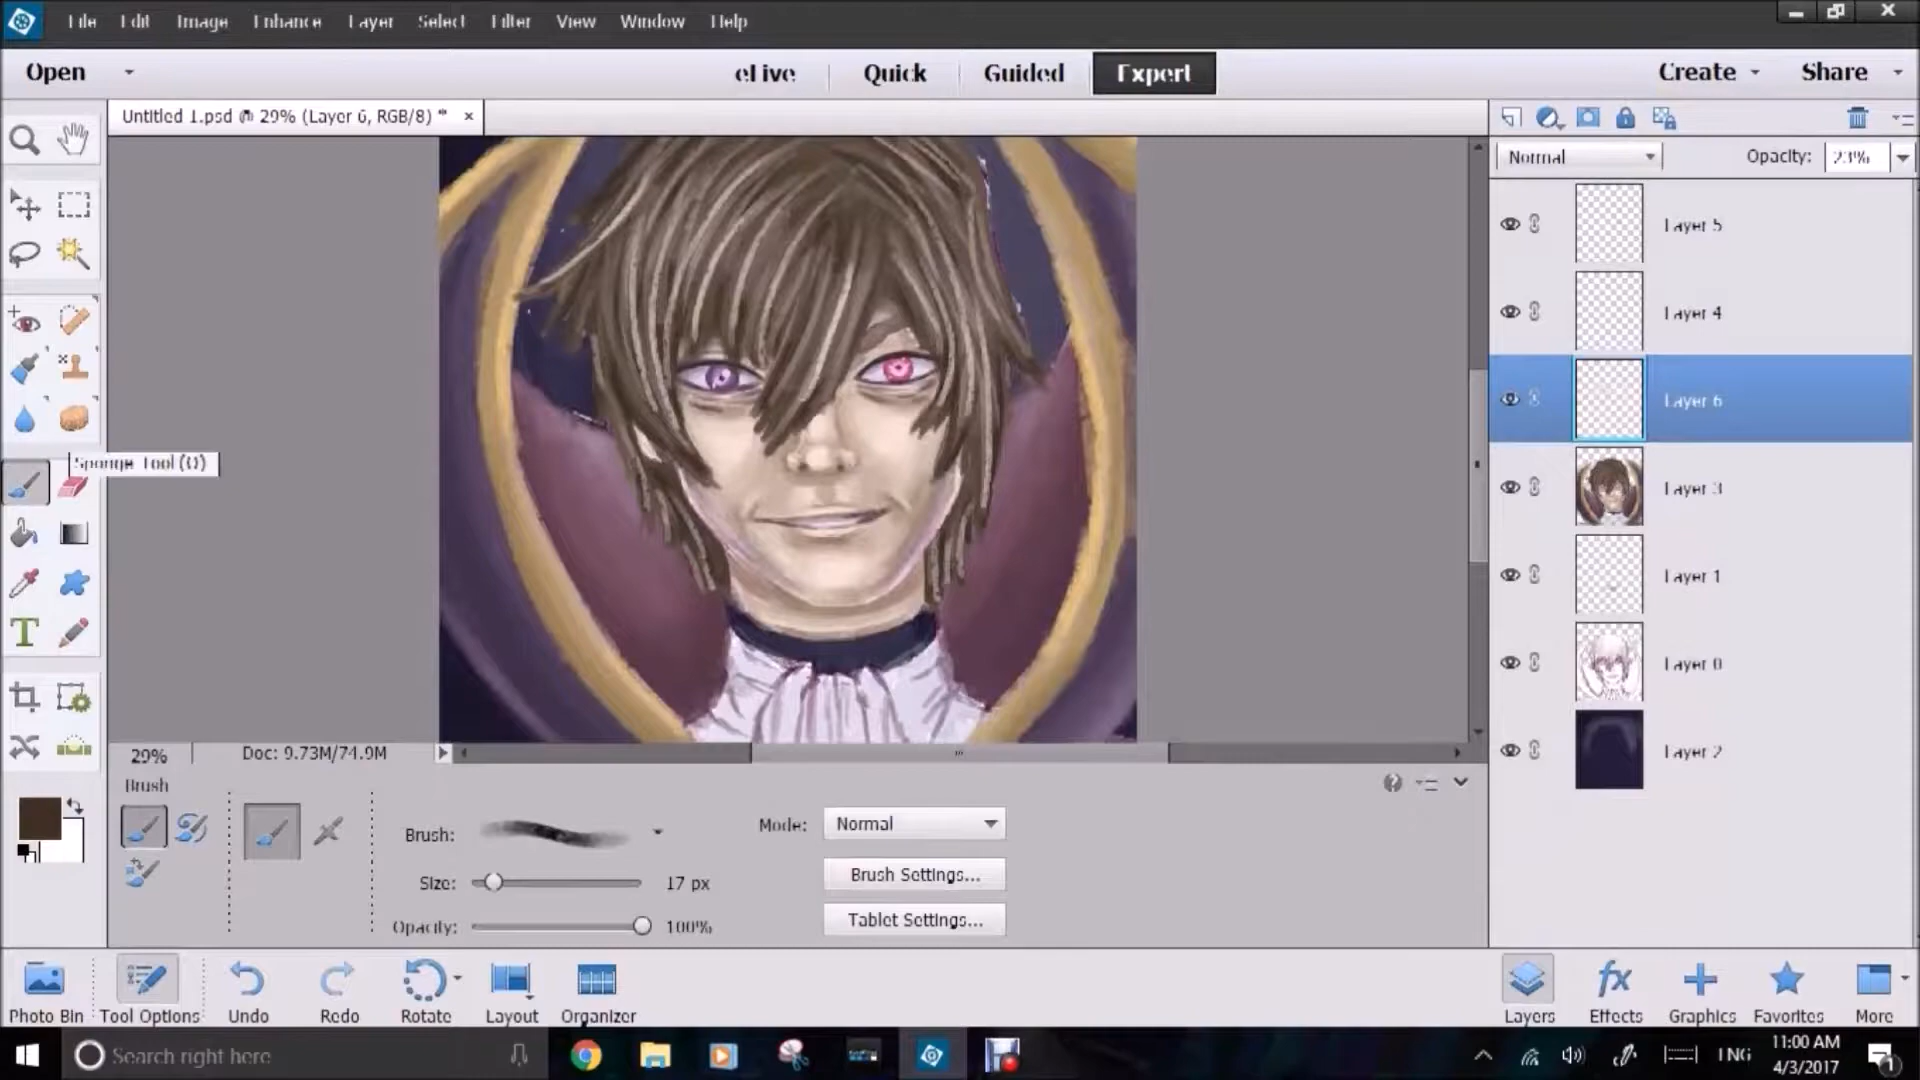 File Edit Image Enhance Layer Select Filter View Window Help
Open eLive Quick Guided Expert Create Share
Untitled 1.psd @ 29% (Layer 6, RGB/8) * ×
Normal Opacity: 23%
Layer 5
Layer 4
Layer 6
Sponge Tool (O)
Layer 3
Layer 1
T
Layer 0
Layer 2
29% Doc: 9.73M/74.9M
Brush
Brush: Mode: Normal
Size: 17 px Brush Settings...
Opacity: 100% Tablet Settings...
fx
Photo Bin Tool Options Undo Redo Rotate Layout Organizer Layers Effects Graphics Favorites More
Search right here ENG 11:00 AM
4/3/2017 1